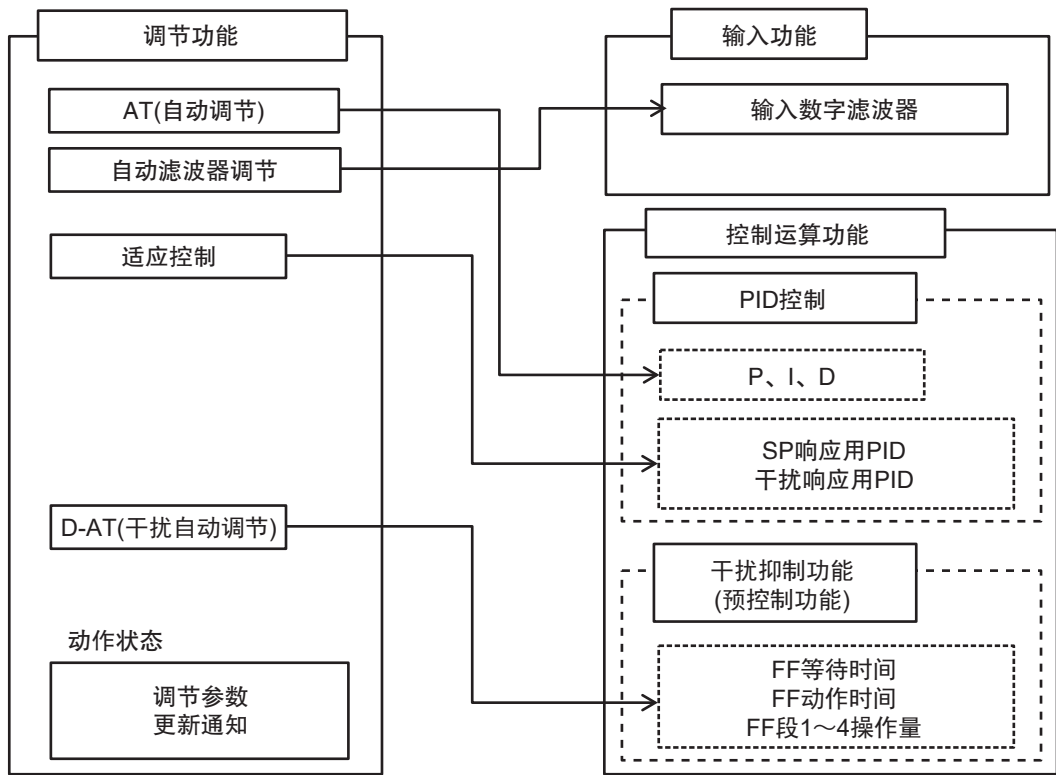 调节功能
AT(自动调节)
自动滤波器调节
适应控制
D-AT(干扰自动调节)
动作状态
调节参数
更新通知
输入功能
输入数字滤波器
控制运算功能
PID控制
P、I、D
SP响应用PID
干扰响应用PID
干扰抑制功能
(预控制功能)
FF等待时间
FF动作时间
FF段1～4操作量